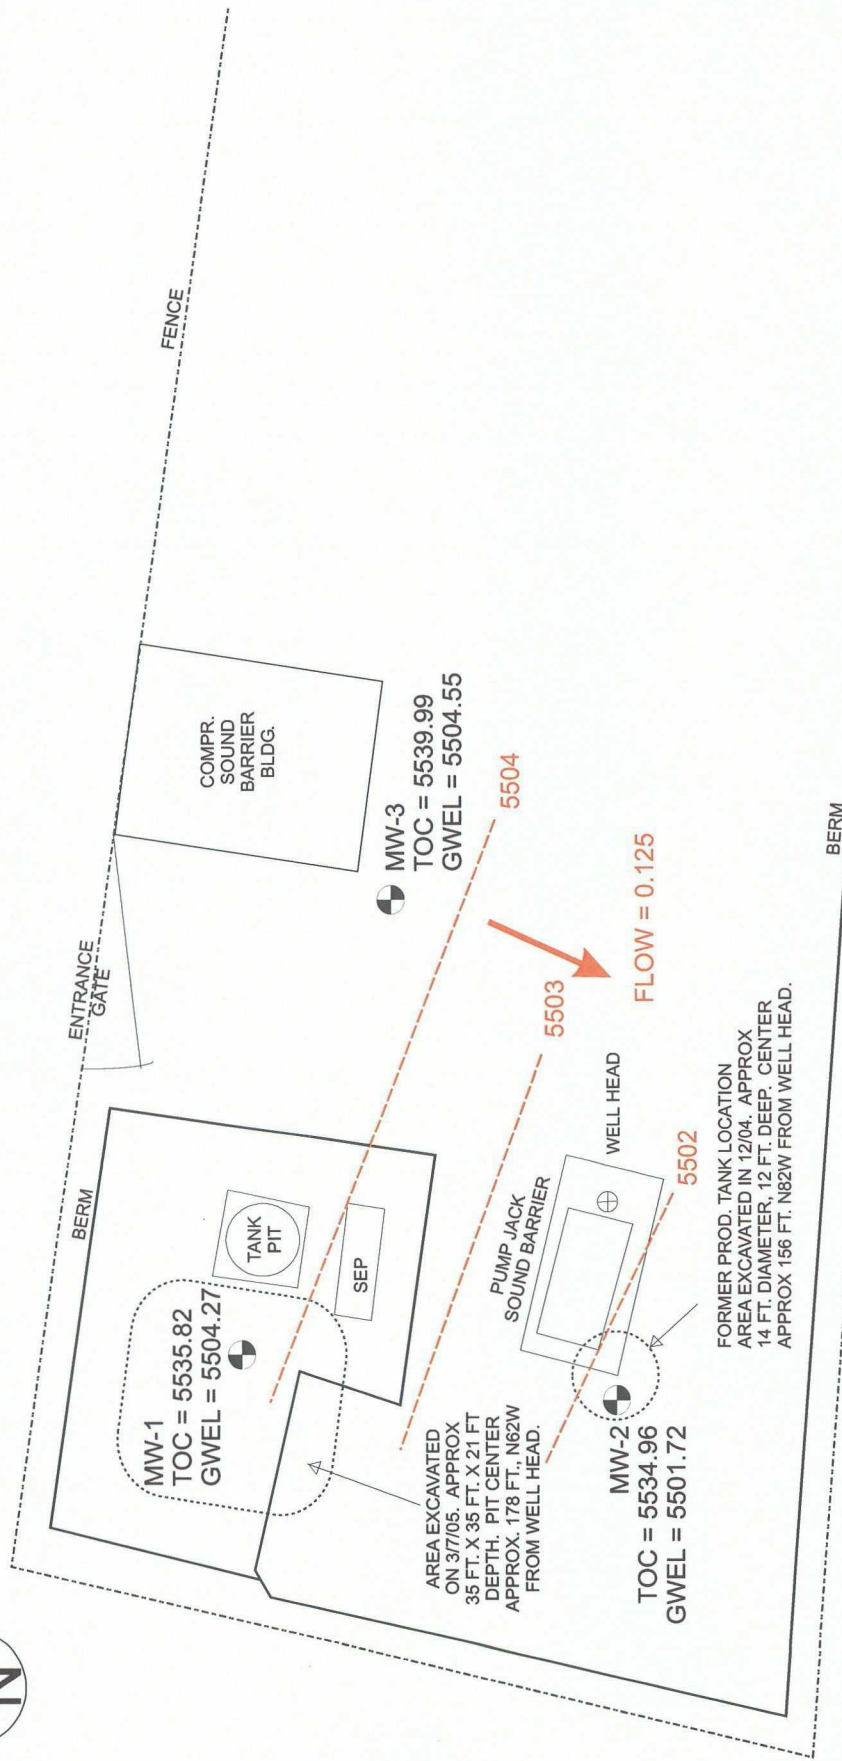 N
FENCE
COMPR.
SOUND
BARRIER
BLDG.
ENTRANCE
GATE
BERM
TANK
PIT
SEP
MW-1
TOC = 5535.82
GWEL = 5504.27
MW-3
TOC = 5539.99
GWEL = 5504.55
5504
5503
5502
FLOW = 0.125
AREA EXCAVATED
ON 3/7/05. APPROX
35 FT. X 35 FT. X 21 FT
DEPTH. PIT CENTER
APPROX. 178 FT., N62W
FROM WELL HEAD.
PUMP JACK
SOUND BARRIER
WELL HEAD
MW-2
TOC = 5534.96
GWEL = 5501.72
FORMER PROD. TANK LOCATION
AREA EXCAVATED IN 12/04. APPROX
14 FT. DIAMETER, 12 FT. DEEP. CENTER
APPROX 156 FT. N82W FROM WELL HEAD.
BERM